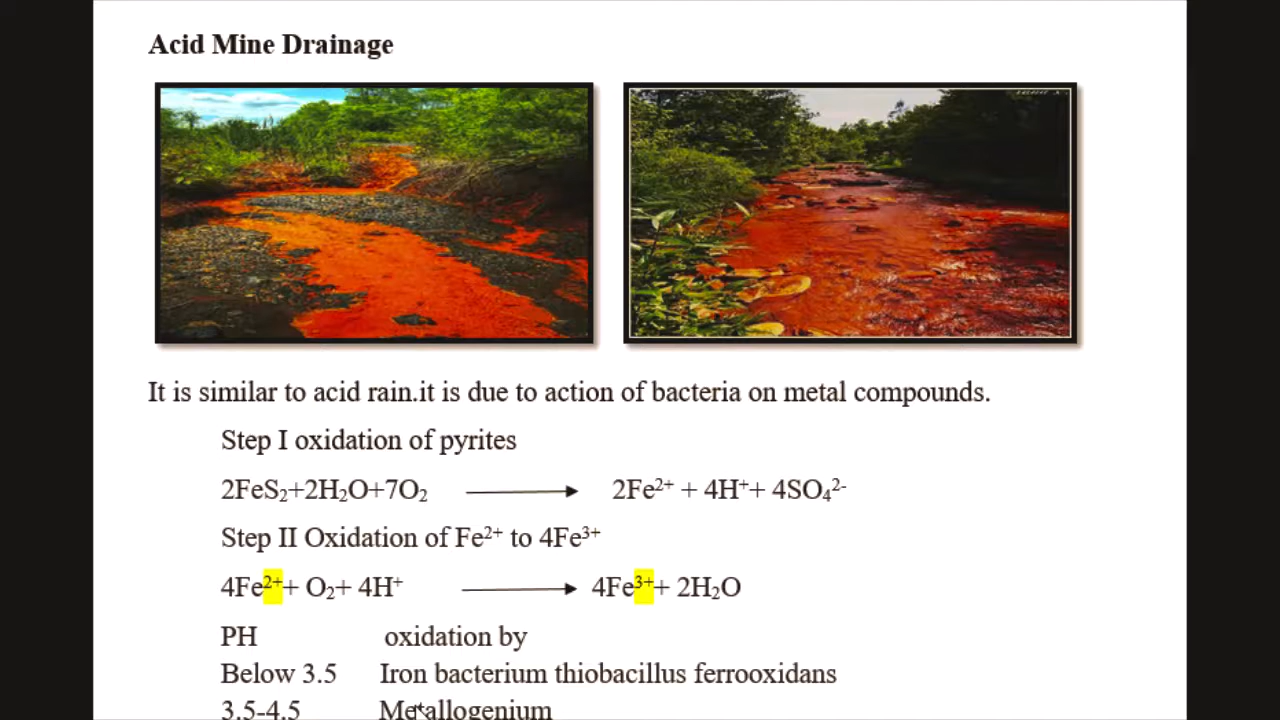 Acid Mine Drainage
It is similar to acid rain.it is due to action of bacteria on metal compounds.
Step I oxidation of pyrites
2FeS₂+2H₂O+7O₂ ⟶ 2Fe²⁺ + 4H⁺+ 4SO₄²⁻
Step II Oxidation of Fe²⁺ to 4Fe³⁺
4Fe²⁺+ O₂+ 4H⁺ ⟶ 4Fe³⁺+ 2H₂O
PH oxidation by
Below 3.5 Iron bacterium thiobacillus ferrooxidans
3.5-4.5 Metallogenium